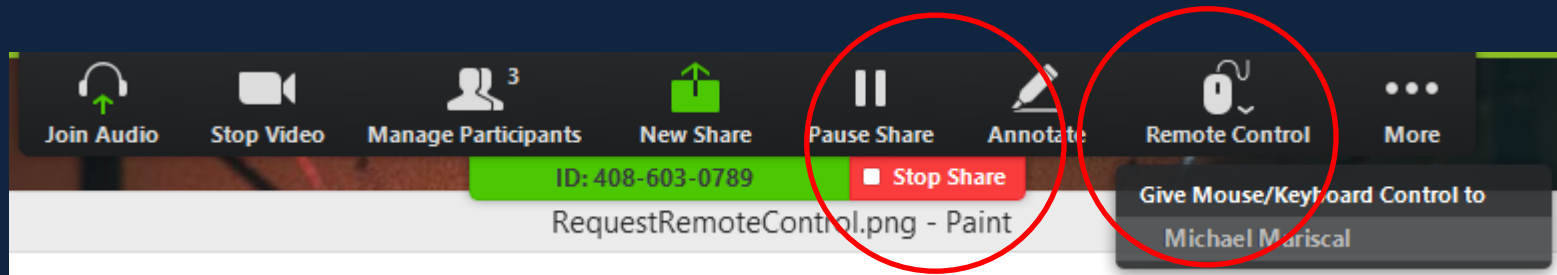 3
Join Audio Stop Video Manage Participants New Share Pause Share Annotate Remote Control More
ID: 408-603-0789 Stop Share
Give Mouse/Keyboard Control to
RequestRemoteControl.png - Paint
Michael Mariscal